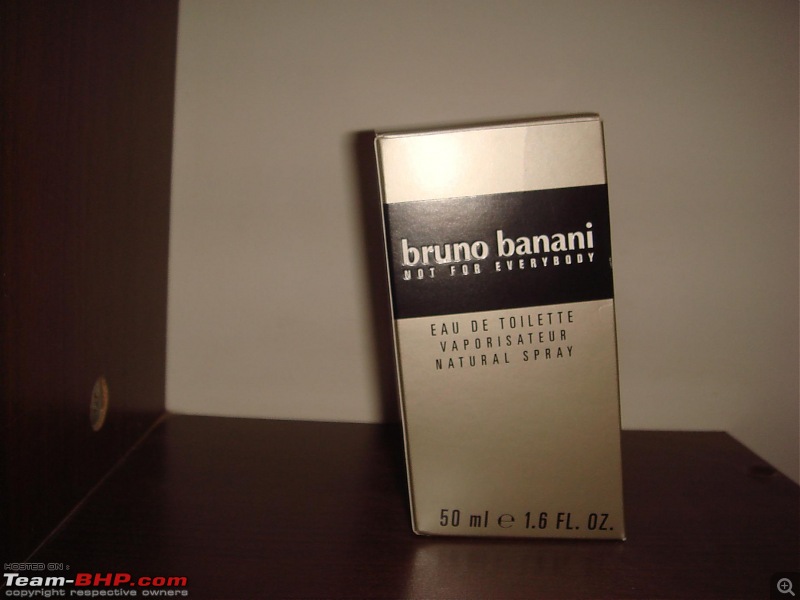 bruno banani
NOT FOR EVERYBODY
EAU DE TOILETTE
VAPORISATEUR
NATURAL SPRAY
50 ml ℮ 1.6 FL. OZ.
HOSTED ON :
Team-BHP.com
copyright respective owners